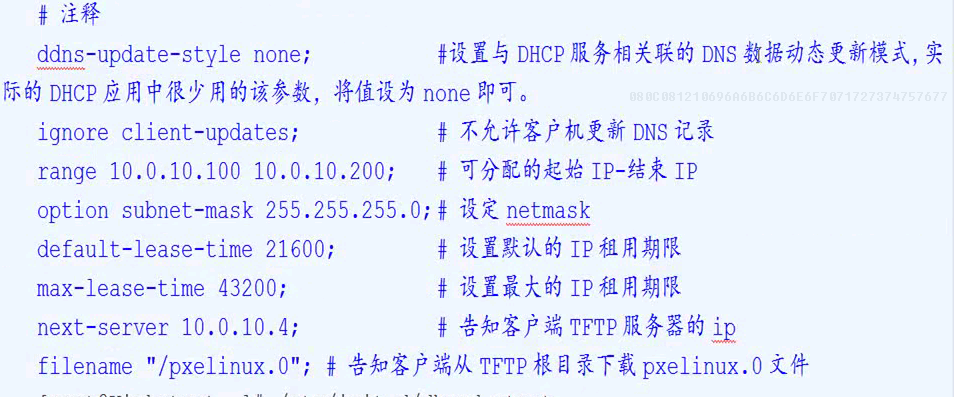 # 注释
ddns-update-style none; #设置与 DHCP 服务相关联的 DNS 数据动态更新模式,实
际的 DHCP 应用中很少用的该参数, 将值设为 none 即可。
ignore client-updates; # 不允许客户机更新 DNS 记录
range 10.0.10.100 10.0.10.200; # 可分配的起始 IP-结束 IP
option subnet-mask 255.255.255.0; # 设定 netmask
default-lease-time 21600; # 设置默认的 IP 租用期限
max-lease-time 43200; # 设置最大的 IP 租用期限
next-server 10.0.10.4; # 告知客户端 TFTP 服务器的 ip
filename "/pxelinux.0"; # 告知客户端从 TFTP 根目录下载 pxelinux.0 文件